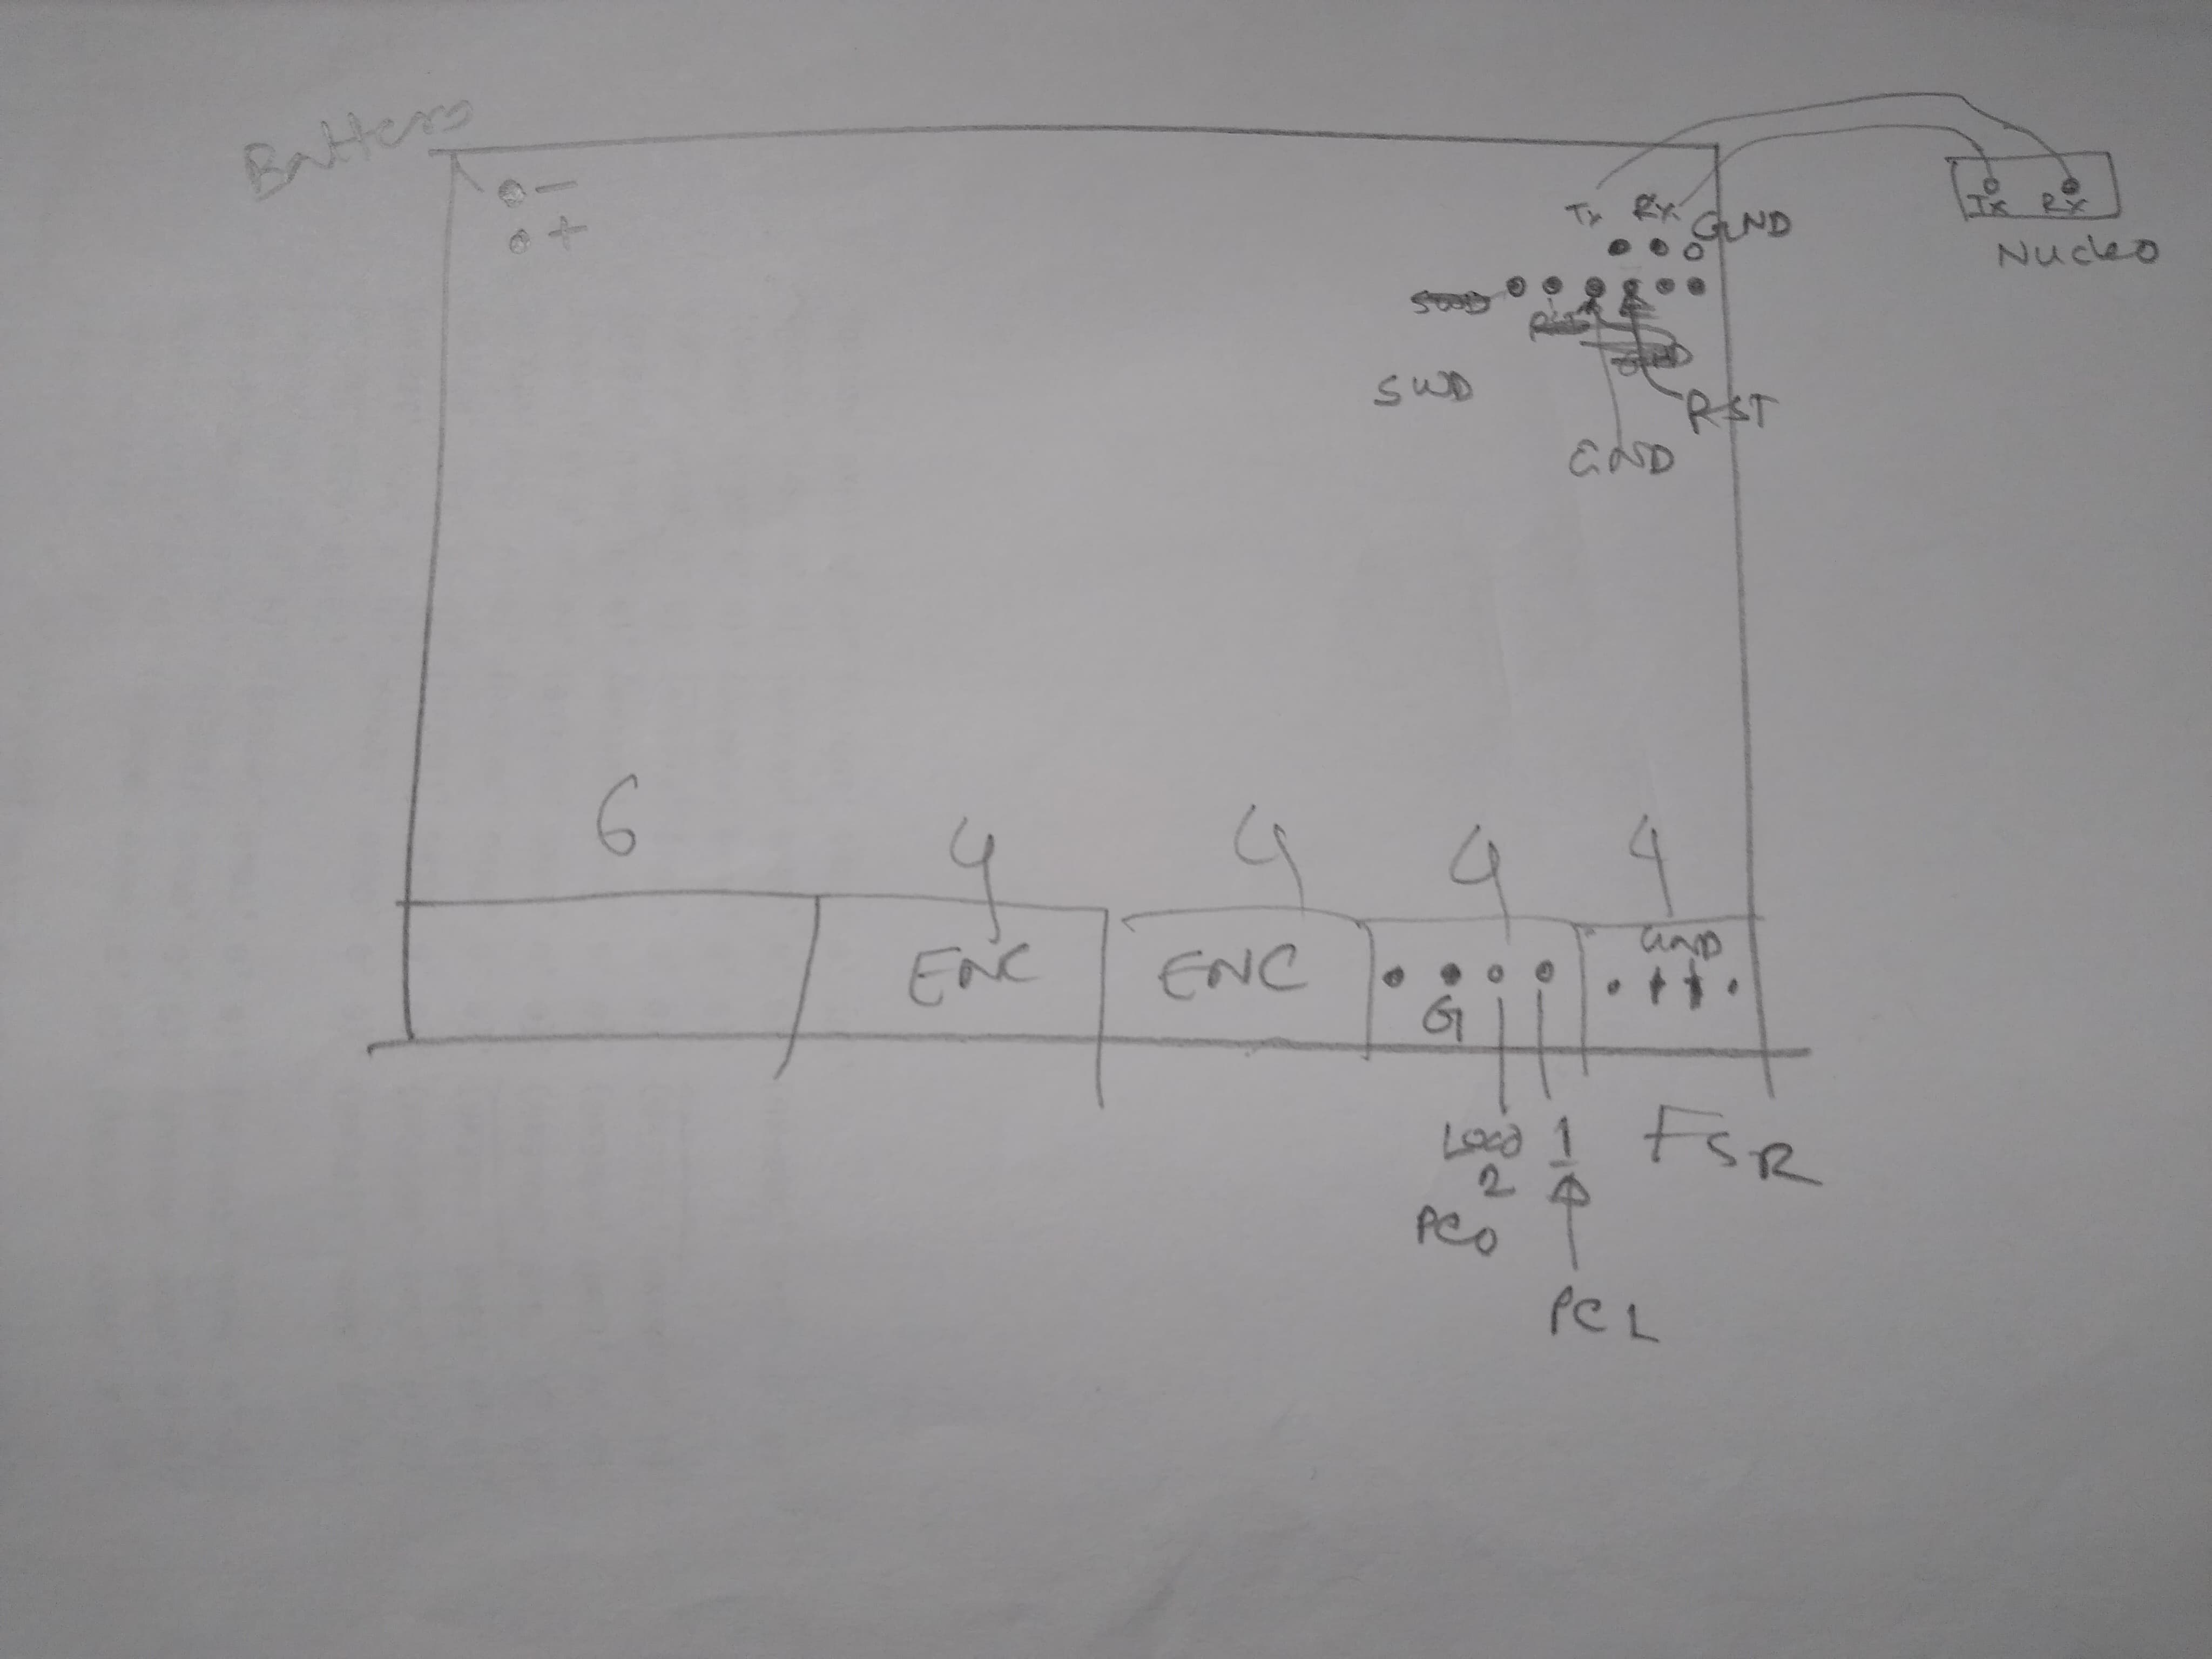 Battery
-
+
Tx Rx GND
Tx Rx
Nucleo
SWD
RST
GND
6 4 4 4 4
ENC ENC GND
G
Load 1 FSR
2
PC0
PC1